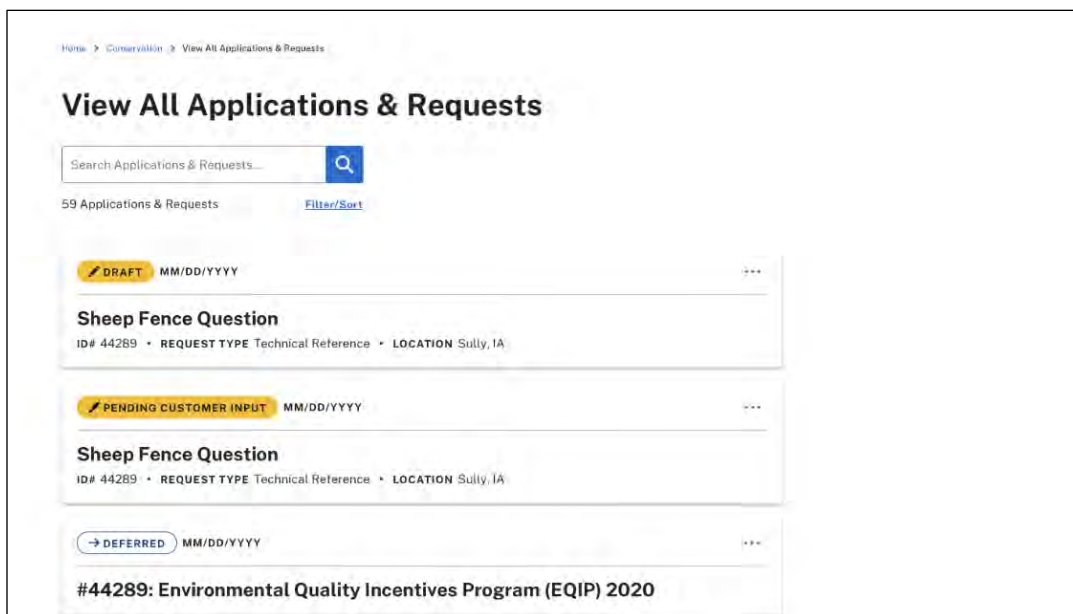 Home > Conservation > View All Applications & Requests
View All Applications & Requests
Search Applications & Requests...
59 Applications & Requests Filter/Sort
DRAFT MM/DD/YYYY
Sheep Fence Question
ID# 44289 • REQUEST TYPE Technical Reference • LOCATION Sully, IA
PENDING CUSTOMER INPUT MM/DD/YYYY
Sheep Fence Question
ID# 44289 • REQUEST TYPE Technical Reference • LOCATION Sully, IA
DEFERRED MM/DD/YYYY
#44289: Environmental Quality Incentives Program (EQIP) 2020